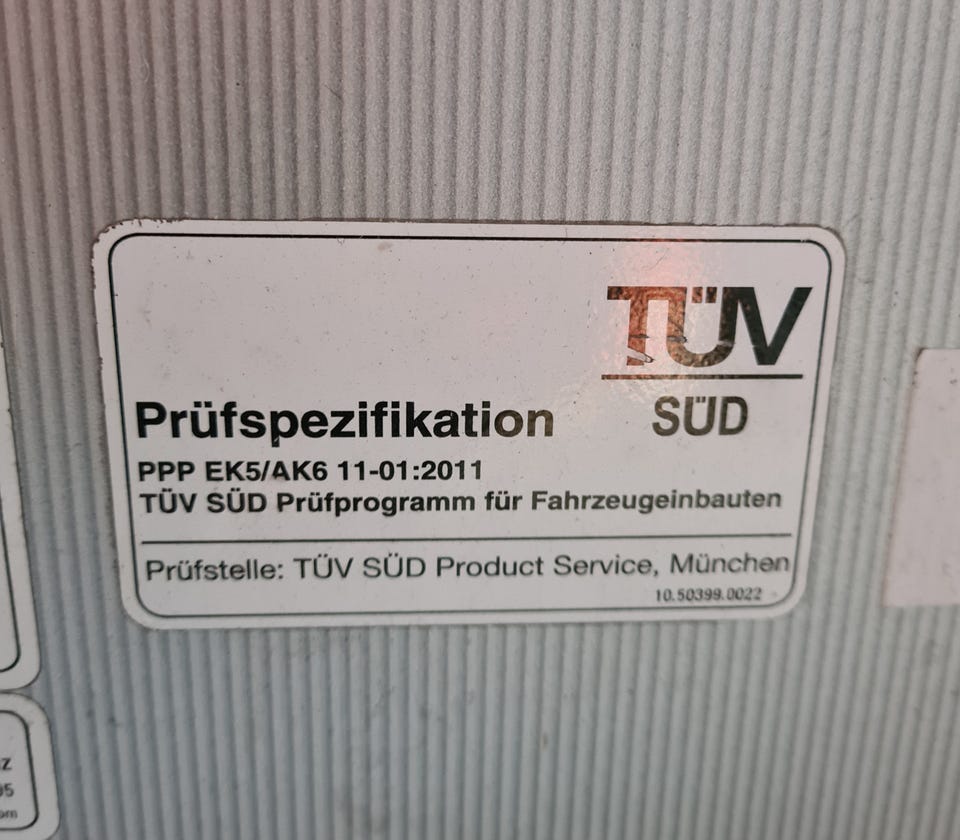 TÜV
SÜD
Prüfspezifikation
PPP EK5/AK6 11-01:2011
TÜV SÜD Prüfprogramm für Fahrzeugeinbauten
Prüfstelle: TÜV SÜD Product Service, München
10.50399.0022